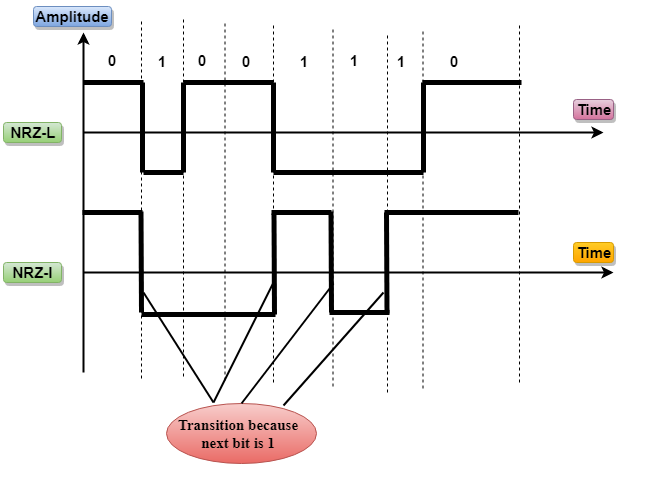 Amplitude
0 1 0 0 1 1 1 0
Time
NRZ-L
NRZ-I
Time
Transition because
next bit is 1